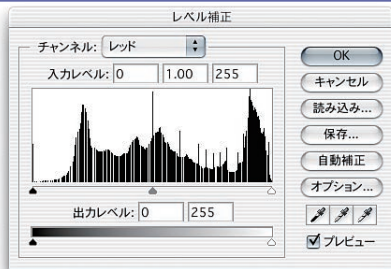 レベル補正
チャンネル: レッド
入力レベル: 0 1.00 255
出力レベル: 0 255
OK
キャンセル
読み込み...
保存...
自動補正
オプション...
プレビュー